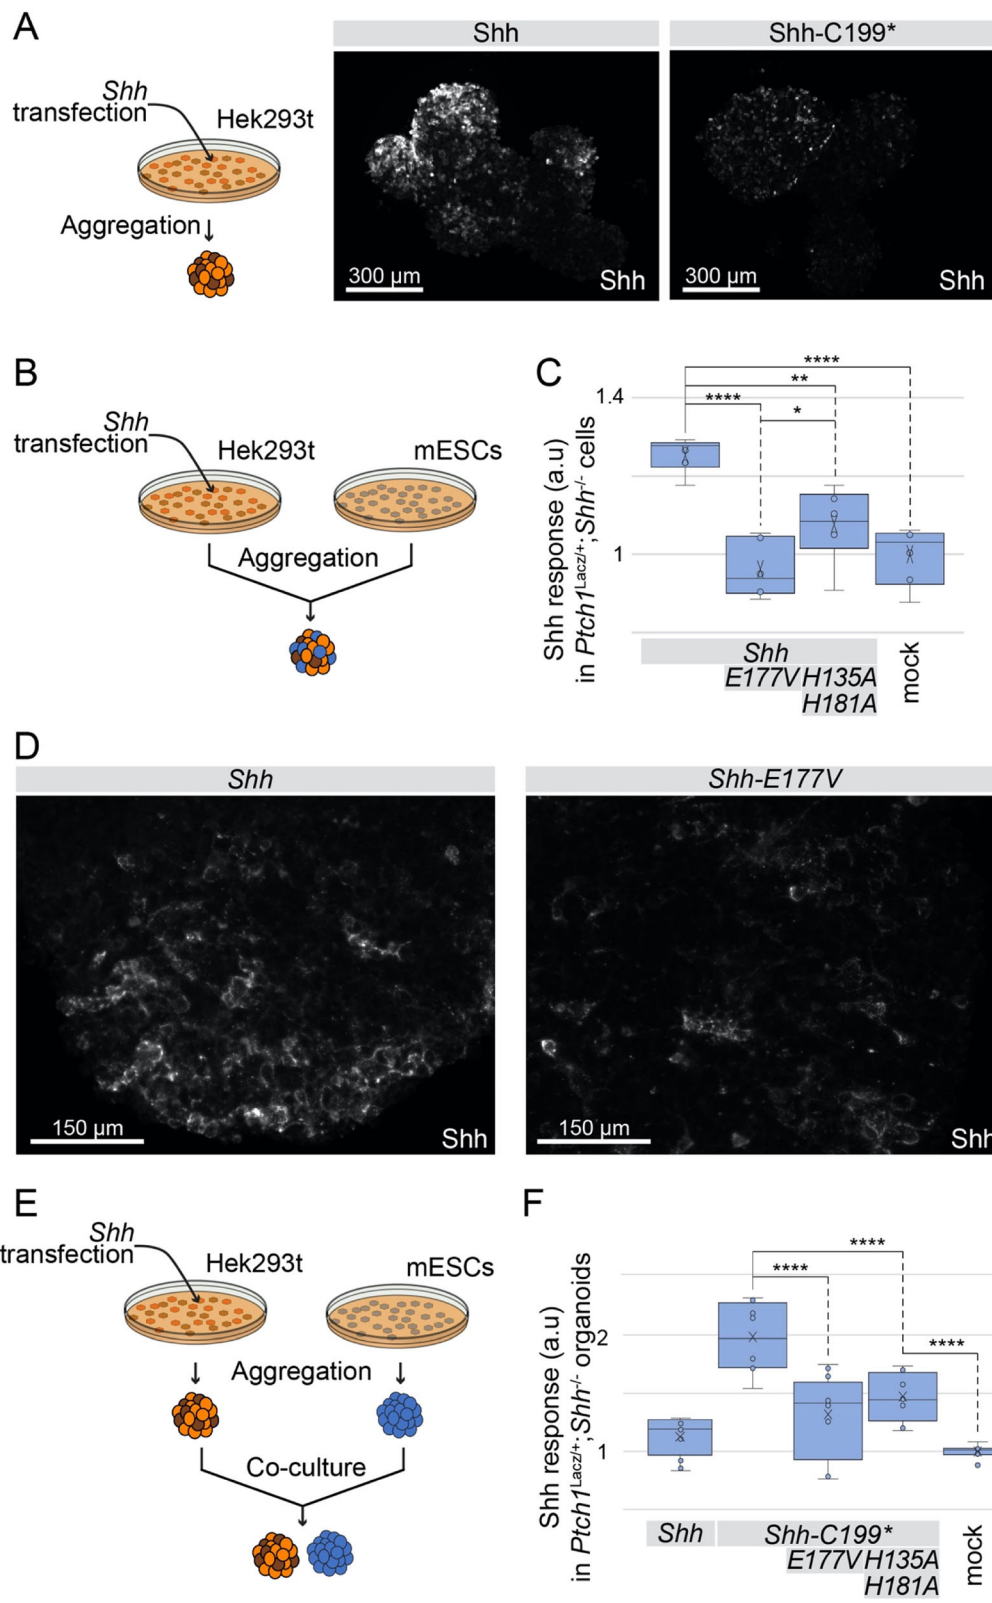 A
Shh
transfection
Hek293t
Aggregation
Shh
Shh-C199*
300 µm
Shh
300 µm
Shh
B
Shh
transfection
Hek293t
mESCs
Aggregation
C
Shh response (a.u)
in Ptch1Lacz/+;Shh-/- cells
1.4
1
****
**
****
*
Shh
E177V H135A
H181A
mock
D
Shh
Shh-E177V
150 µm
Shh
150 µm
Shh
E
Shh
transfection
Hek293t
mESCs
Aggregation
Co-culture
F
Shh response (a.u)
in Ptch1Lacz/+;Shh-/- organoids
2
1
****
****
****
Shh
Shh-C199*
E177V H135A
H181A
mock